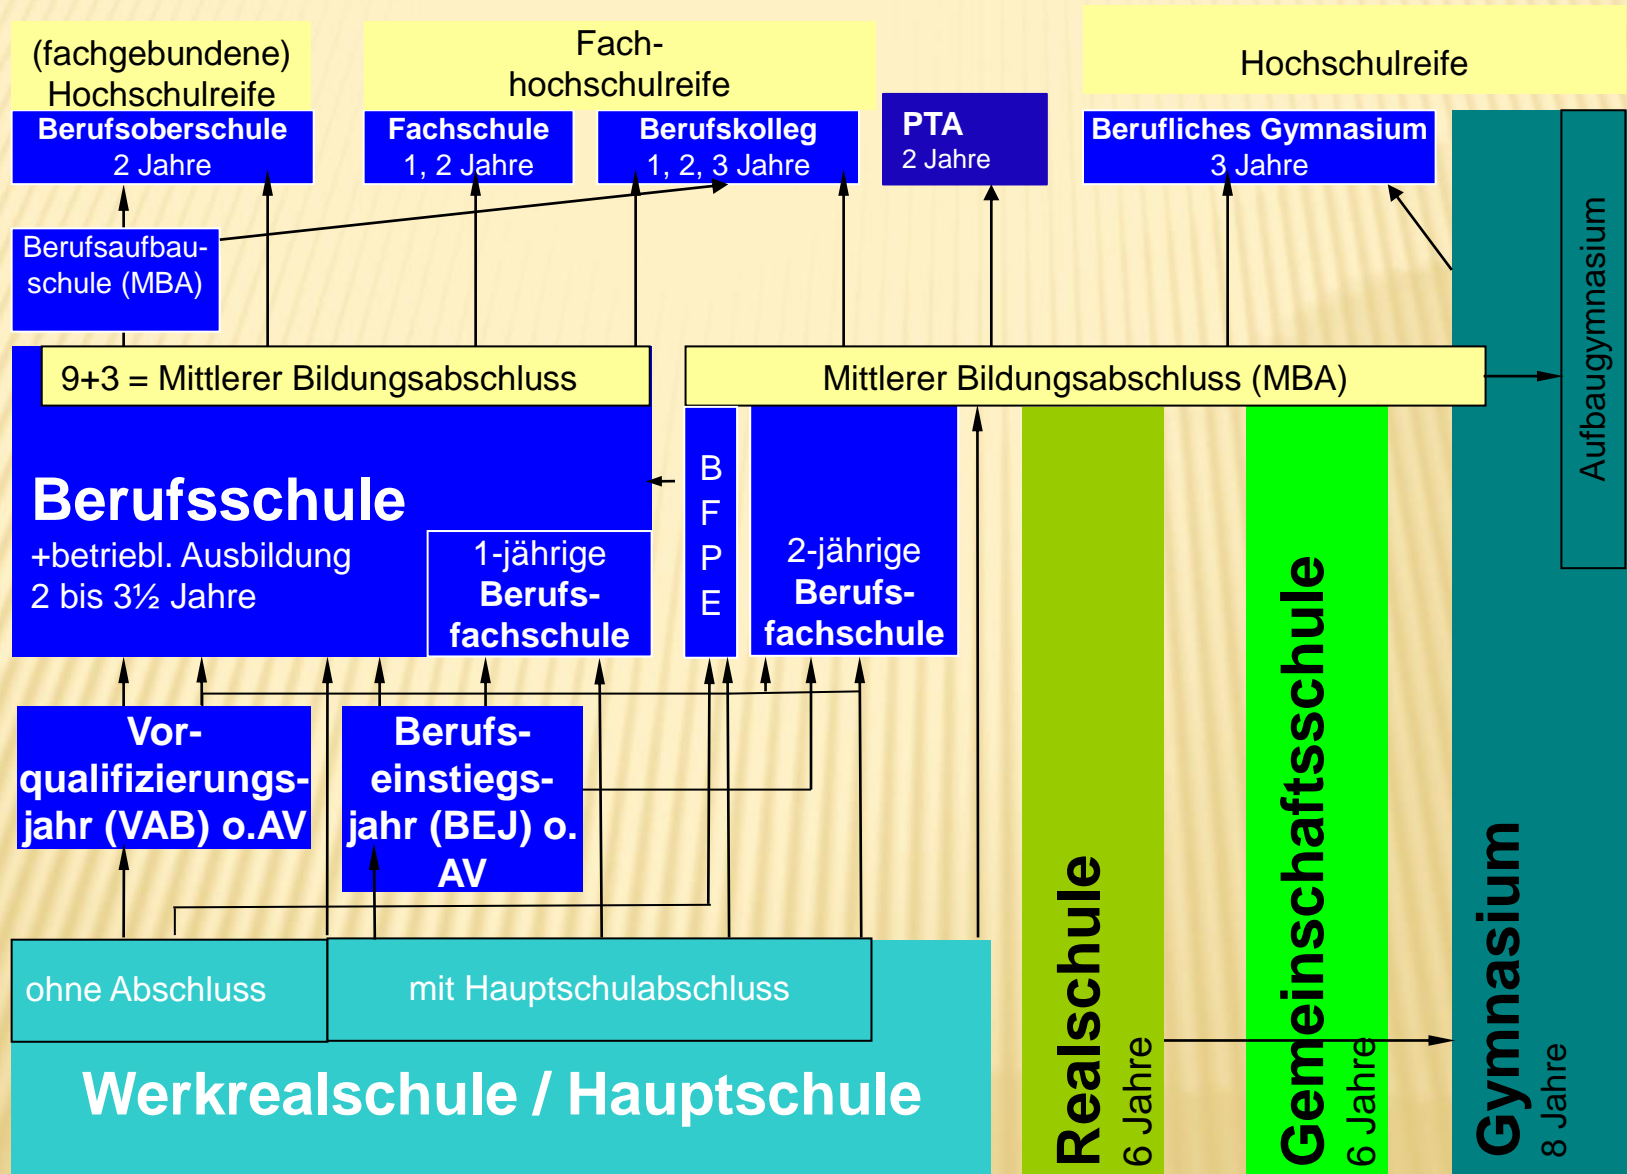 (fachgebundene)
Hochschulreife
Fach-
hochschulreife
Hochschulreife
Berufsoberschule
2 Jahre
Fachschule
1, 2 Jahre
Berufskolleg
1, 2, 3 Jahre
PTA
2 Jahre
Berufliches Gymnasium
3 Jahre
Aufbaugymnasium
Berufsaufbau-
schule (MBA)
9+3 = Mittlerer Bildungsabschluss
Mittlerer Bildungsabschluss (MBA)
Berufsschule
+betriebl. Ausbildung
2 bis 3½ Jahre
1-jährige
Berufs-
fachschule
B
F
P
E
2-jährige
Berufs-
fachschule
Vor-
qualifizierungs-
jahr (VAB) o.AV
Berufs-
einstiegs-
jahr (BEJ) o.
AV
ohne Abschluss
mit Hauptschulabschluss
Werkrealschule / Hauptschule
Realschule
6 Jahre
Gemeinschaftsschule
6 Jahre
Gymnasium
8 Jahre